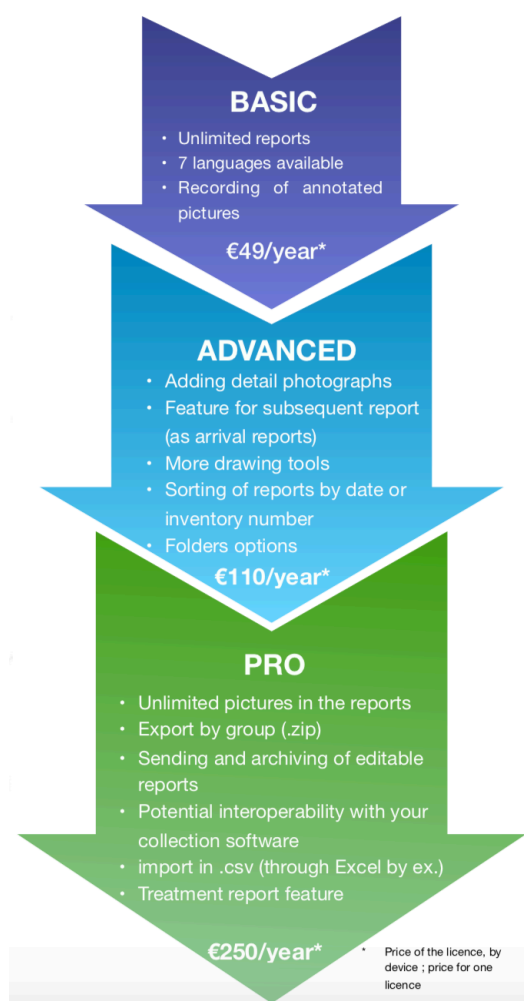 BASIC
• Unlimited reports
• 7 languages available
• Recording of annotated
pictures
€49/year*
ADVANCED
• Adding detail photographs
• Feature for subsequent report
(as arrival reports)
• More drawing tools
• Sorting of reports by date or
inventory number
• Folders options
€110/year*
PRO
• Unlimited pictures in the reports
• Export by group (.zip)
• Sending and archiving of editable
reports
• Potential interoperability with your
collection software
• import in .csv (through Excel by ex.)
• Treatment report feature
€250/year*
* Price of the licence, by
device ; price for one
licence